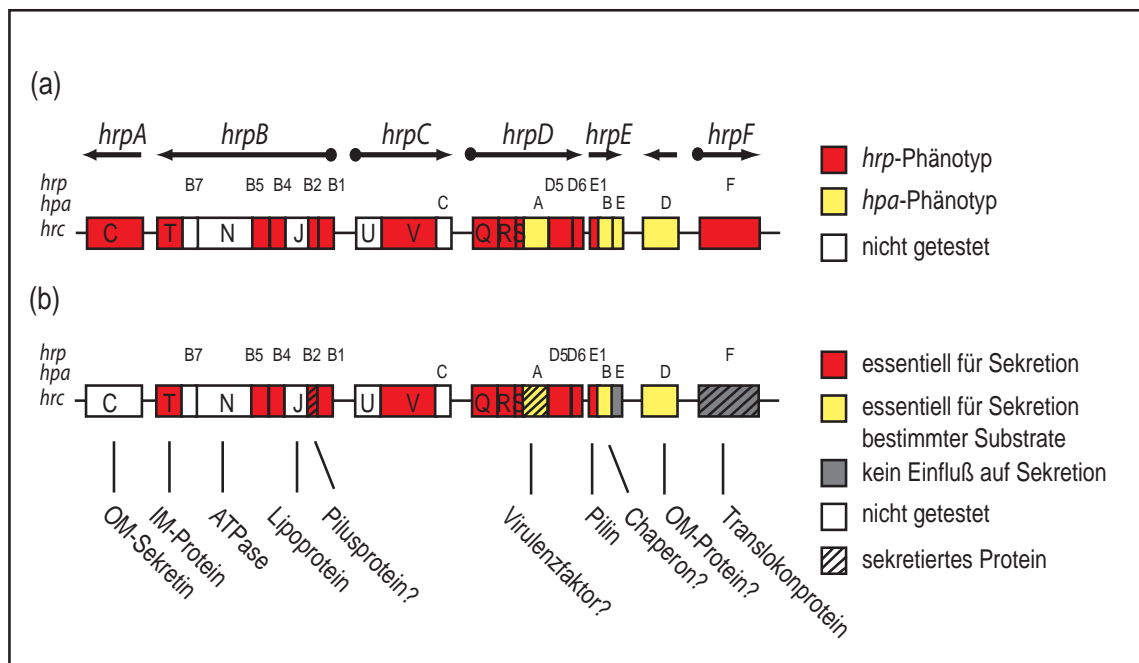 (a)
hrpA hrpB hrpC hrpD hrpE hrpF
hrp B7 B5 B4 B2 B1 D5 D6 E1 F
hpa C A B E D
hrc C T N J U V Q R S
hrp-Phänotyp
hpa-Phänotyp
nicht getestet
(b)
hrp B7 B5 B4 B2 B1 D5 D6 E1 F
hpa C A B E D
hrc C T N J U V Q R S
OM-Sekretin
IM-Protein
ATPase
Lipoprotein
Pilusprotein?
Virulenzfaktor?
Pilin
Chaperon?
OM-Protein?
Translokonprotein
essentiell für Sekretion
essentiell für Sekretion
bestimmter Substrate
kein Einfluß auf Sekretion
nicht getestet
sekretiertes Protein